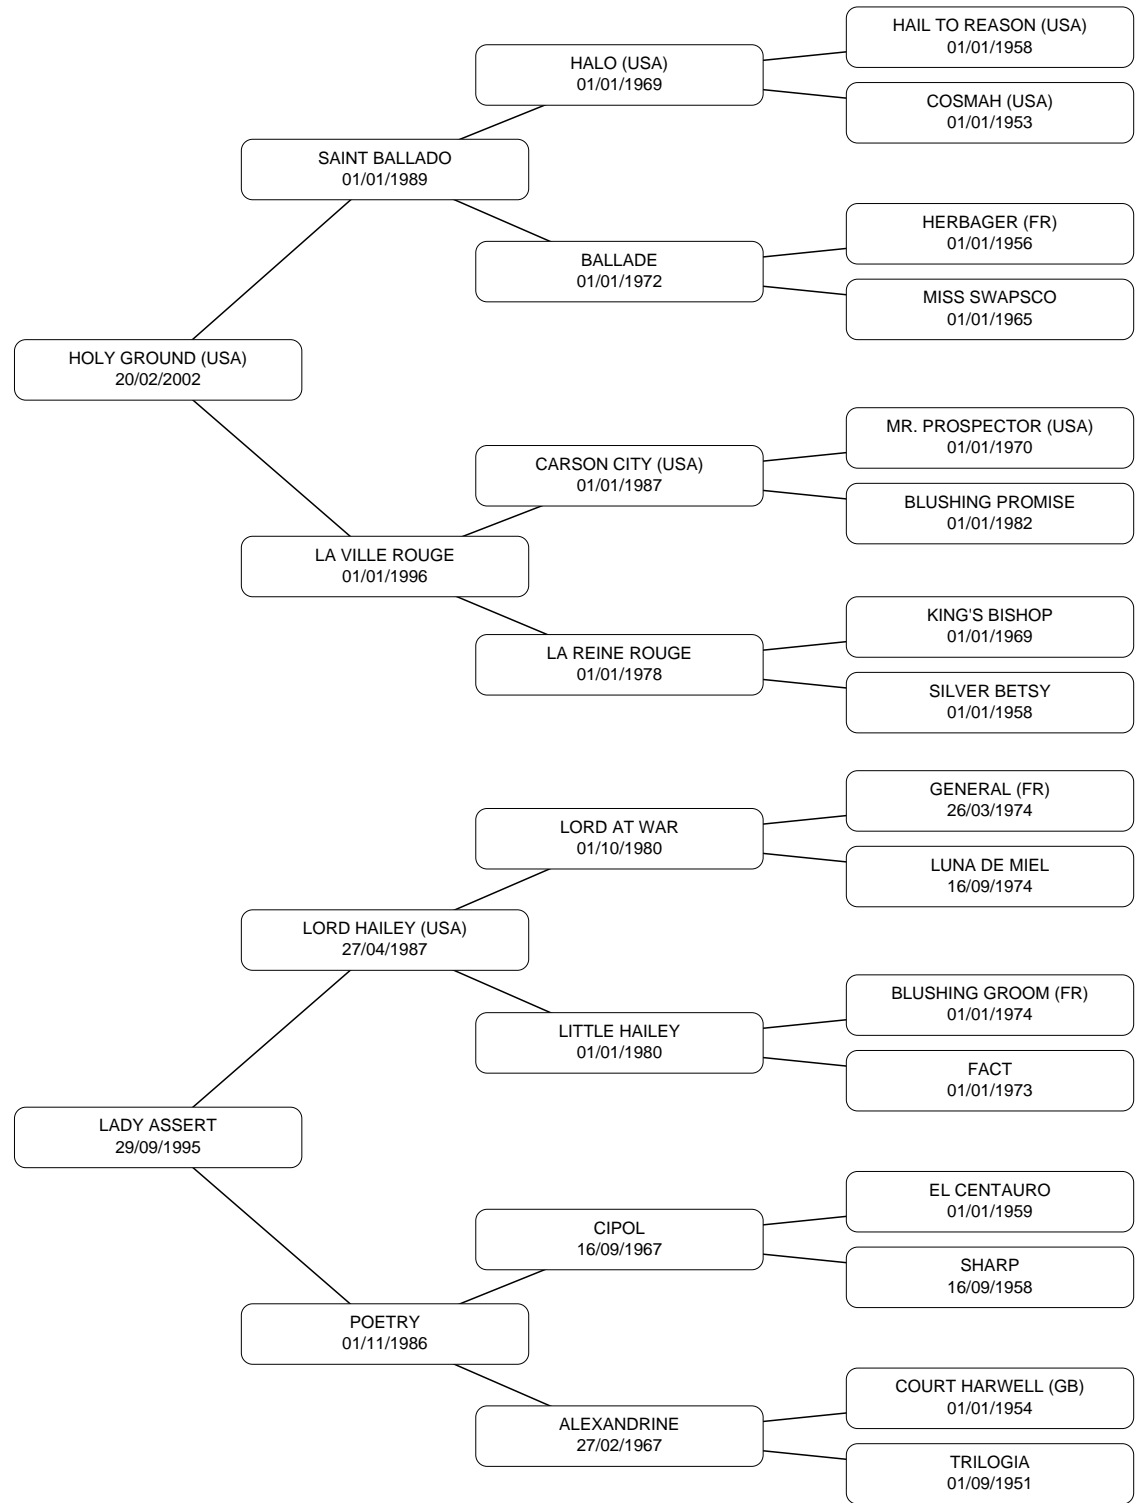 HAIL TO REASON (USA)
01/01/1958
HALO (USA)
01/01/1969
COSMAH (USA)
01/01/1953
SAINT BALLADO
01/01/1989
HERBAGER (FR)
01/01/1956
BALLADE
01/01/1972
MISS SWAPSCO
01/01/1965
HOLY GROUND (USA)
20/02/2002
MR. PROSPECTOR (USA)
01/01/1970
CARSON CITY (USA)
01/01/1987
BLUSHING PROMISE
01/01/1982
LA VILLE ROUGE
01/01/1996
KING'S BISHOP
01/01/1969
LA REINE ROUGE
01/01/1978
SILVER BETSY
01/01/1958
GENERAL (FR)
26/03/1974
LORD AT WAR
01/10/1980
LUNA DE MIEL
16/09/1974
LORD HAILEY (USA)
27/04/1987
BLUSHING GROOM (FR)
01/01/1974
LITTLE HAILEY
01/01/1980
FACT
01/01/1973
LADY ASSERT
29/09/1995
EL CENTAURO
01/01/1959
CIPOL
16/09/1967
SHARP
16/09/1958
POETRY
01/11/1986
COURT HARWELL (GB)
01/01/1954
ALEXANDRINE
27/02/1967
TRILOGIA
01/09/1951